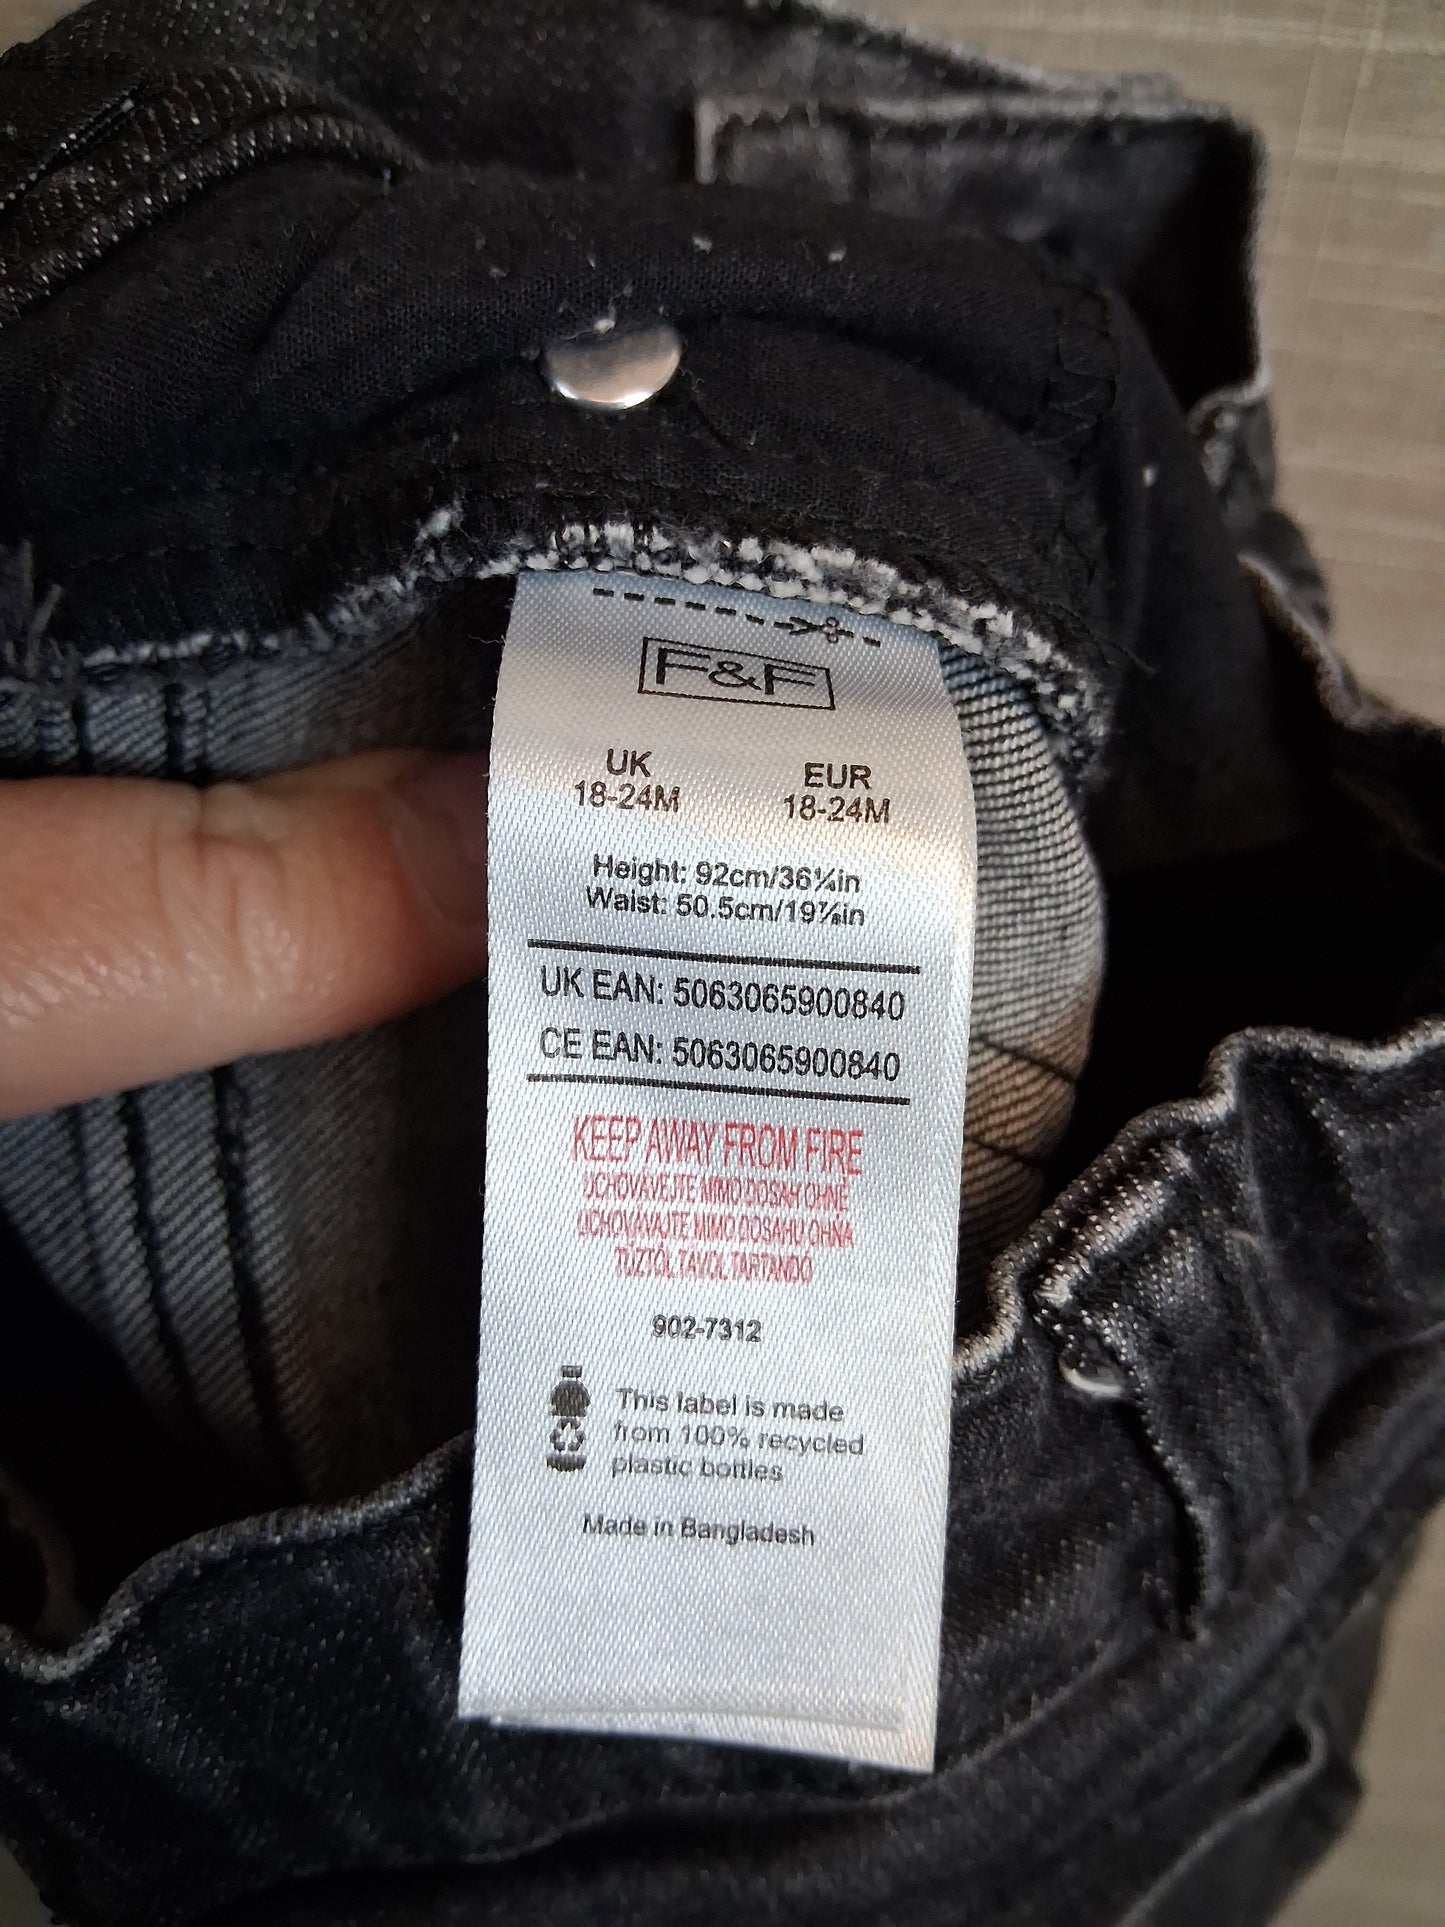 F&F
UK EUR
18-24M 18-24M
Height: 92cm/36¼in
Waist: 50.5cm/19⅞in
UK EAN: 5063065900840
CE EAN: 5063065900840
KEEP AWAY FROM FIRE
UCHOVÁVEJTE MIMO DOSAH OHNĚ
UCHOVÁVAJTE MIMO DOSAHU OHŇA
TŰZTŐL TÁVOL TARTANDÓ
902-7312
This label is made
from 100% recycled
plastic bottles
Made in Bangladesh